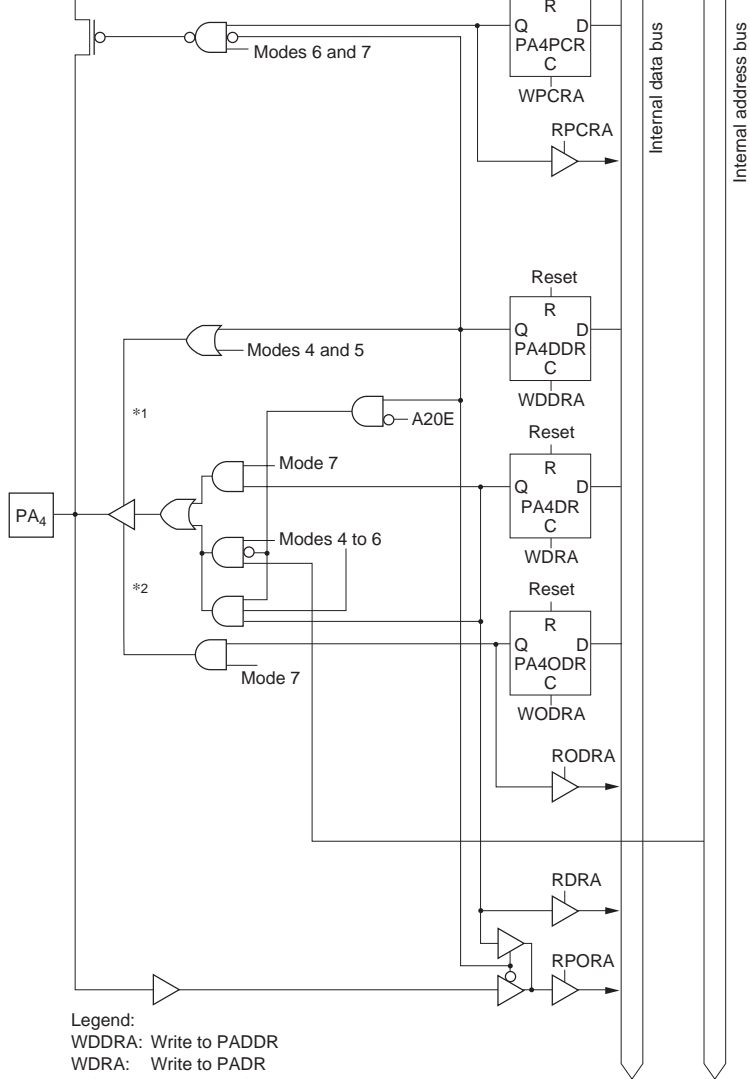 R
Q D
PA4PCR
C
WPCRA
Modes 6 and 7
RPCRA
Internal data bus
Internal address bus
Reset
R
Q D
PA4DDR
C
WDDRA
Modes 4 and 5
*1
A20E
Reset
R
Q D
PA4DR
C
WDRA
Mode 7
PA4
Modes 4 to 6
*2
Reset
R
Q D
PA4ODR
C
WODRA
Mode 7
RODRA
RDRA
RPORA
Legend:
WDDRA: Write to PADDR
WDRA: Write to PADR